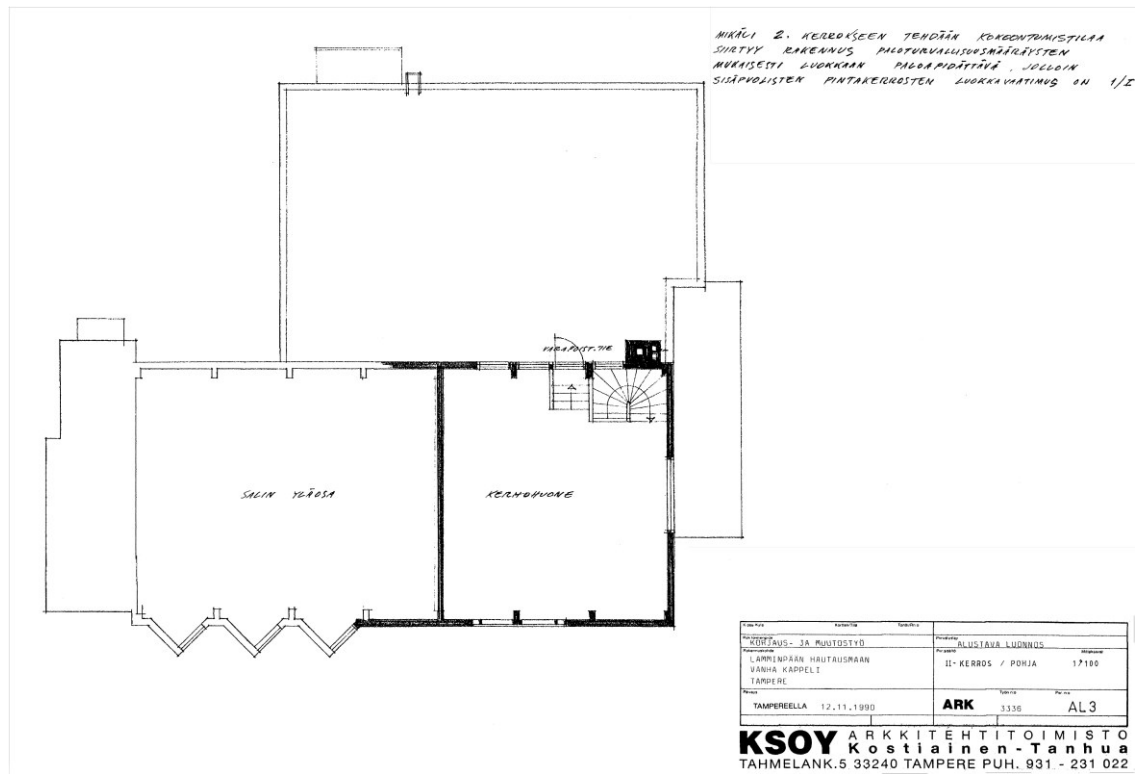 MIKÄLI 2. KERROKSEEN TEHDÄÄN KOKOONTUMISTILAA
SIIRTYY RAKENNUS PALOTURVALLISUUSMÄÄRÄYSTEN
MUKAISESTI LUOKKAAN PALOAPIDÄTTÄVÄ, JOLLOIN
SISÄPUOLISTEN PINTAKERROSTEN LUOKKAVAATIMUS ON 1/I
VARAPOIST.TIE
SALIN YLÄOSA
KERHOHUONE
KORJAUS- JA MUUTOSTYÖ
ALUSTAVA LUONNOS
LAMMINPÄÄN HAUTAUSMAAN
VANHA KAPPELI
TAMPERE
II-KERROS / POHJA 1:100
TAMPEREELLA 12.11.1990
ARK 3336 AL3
KSOY ARKKITEHTITOIMISTO
Kostiainen-Tanhua
TAHMELANK.5 33240 TAMPERE PUH. 931 - 231 022